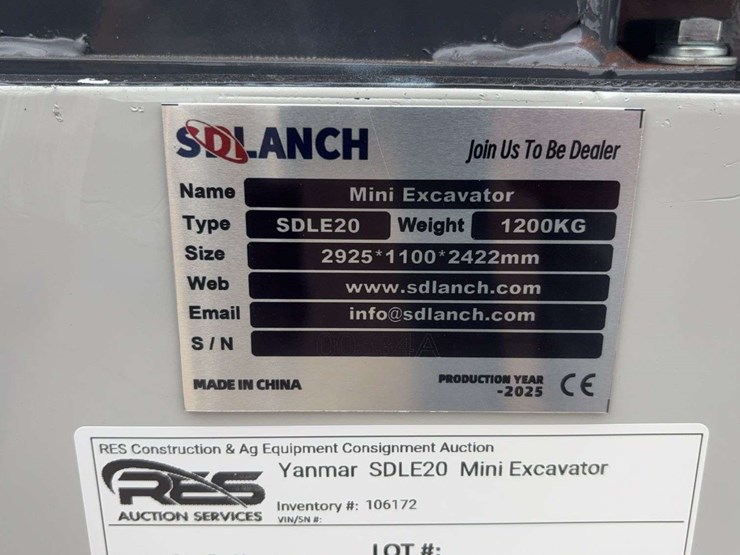 SDLANCH Join Us To Be Dealer
Name Mini Excavator
Type SDLE20 Weight 1200KG
Size 2925*1100*2422mm
Web www.sdlanch.com
Email info@sdlanch.com
S/N
MADE IN CHINA PRODUCTION YEAR -2025 CE
RES Construction & Ag Equipment Consignment Auction
RES AUCTION SERVICES
Yanmar SDLE20 Mini Excavator
Inventory #: 106172
VIN/SN #:
LOT #: